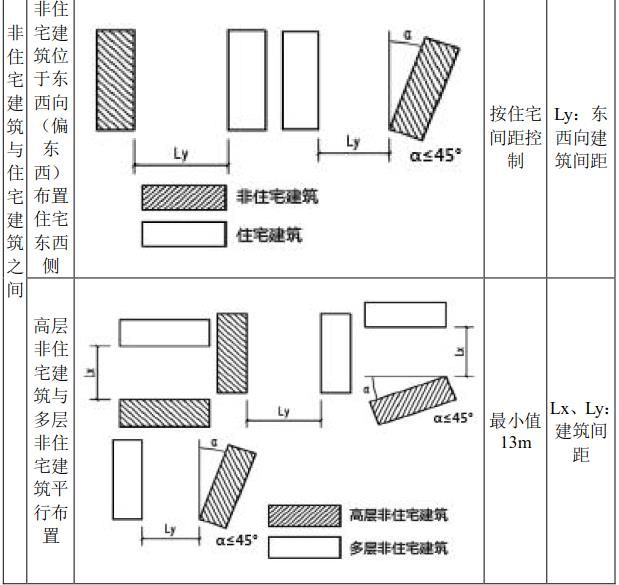 非住宅建筑与住宅建筑之间
非住
宅建
筑位
于东
西向
（偏
东
西）
布置
住宅
东西
侧
α
Ly
Ly
α≤45°
非住宅建筑
住宅建筑
按住宅
间距控
制
Ly：东
西向建
筑间距
高层
非住
宅建
筑与
多层
非住
宅建
筑平
行布
置
Lx
Ly
Lx
α
α≤45°
α
Ly
α≤45°
高层非住宅建筑
多层非住宅建筑
最小值
13m
Lx、Ly：
建筑间
距